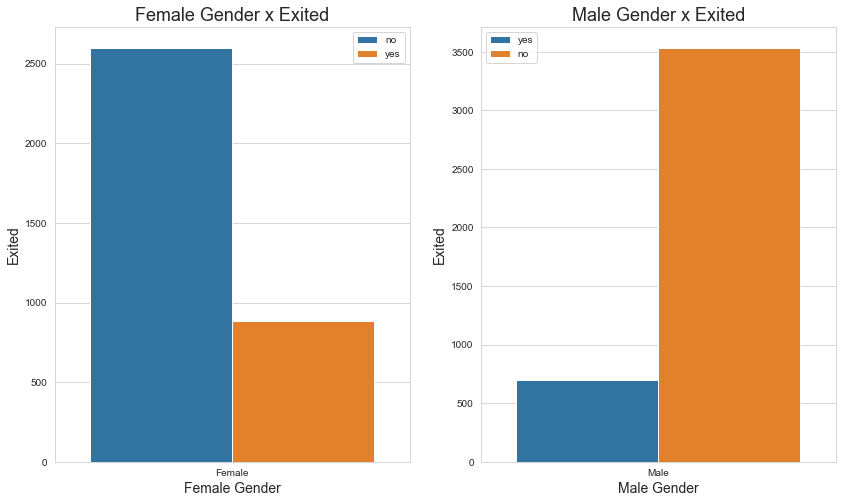 Female Gender x Exited
no
yes
2500
2000
1500
1000
500
0
Exited
Female
Female Gender
Male Gender x Exited
yes
no
3500
3000
2500
2000
1500
1000
500
0
Exited
Male
Male Gender